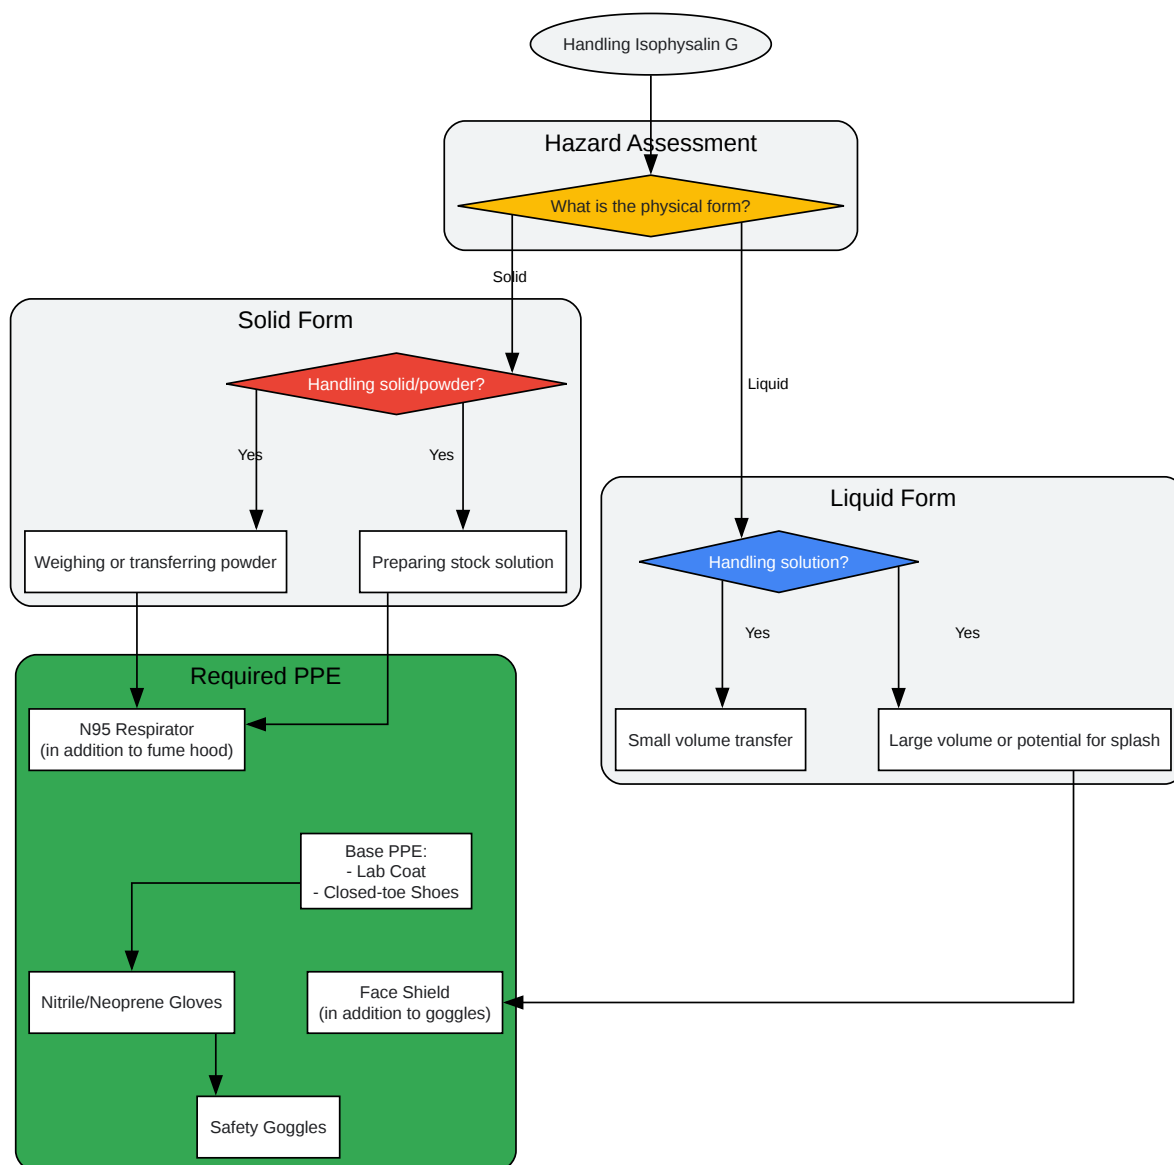 Handling Isophysalin G
Hazard Assessment
What is the physical form?
Solid
Solid Form
Handling solid/powder?
Liquid
Yes
Yes
Liquid Form
Weighing or transferring powder
Preparing stock solution
Handling solution?
Yes
Yes
Required PPE
N95 Respirator
(in addition to fume hood)
Small volume transfer
Large volume or potential for splash
Base PPE:
- Lab Coat
- Closed-toe Shoes
Nitrile/Neoprene Gloves
Face Shield
(in addition to goggles)
Safety Goggles